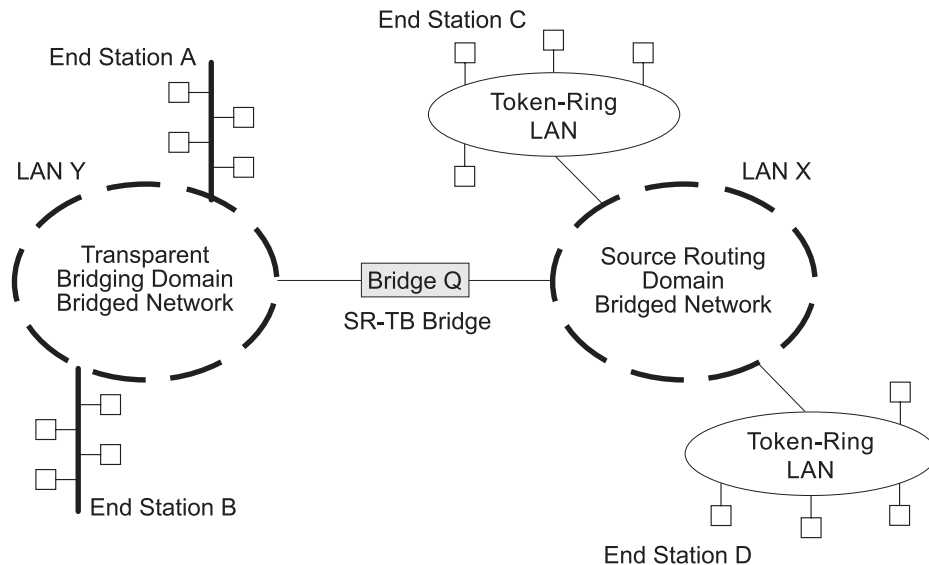 End Station C
End Station A
Token-Ring
LAN
LAN Y
LAN X
Transparent
Bridging Domain
Bridged Network
Bridge Q
SR-TB Bridge
Source Routing
Domain
Bridged Network
Token-Ring
LAN
End Station B
End Station D